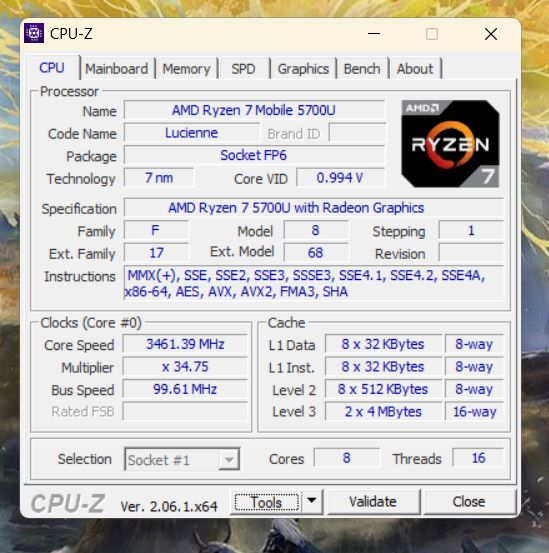 CPU-Z
CPU Mainboard Memory SPD Graphics Bench About
Processor
Name AMD Ryzen 7 Mobile 5700U
Code Name Lucienne Brand ID
Package Socket FP6
Technology 7 nm Core VID 0.994 V
AMD
RYZEN
7
Specification AMD Ryzen 7 5700U with Radeon Graphics
Family F Model 8 Stepping 1
Ext. Family 17 Ext. Model 68 Revision
Instructions MMX(+), SSE, SSE2, SSE3, SSSE3, SSE4.1, SSE4.2, SSE4A,
x86-64, AES, AVX, AVX2, FMA3, SHA
Clocks (Core #0)
Core Speed 3461.39 MHz
Multiplier x 34.75
Bus Speed 99.61 MHz
Rated FSB
Cache
L1 Data 8 x 32 KBytes 8-way
L1 Inst. 8 x 32 KBytes 8-way
Level 2 8 x 512 KBytes 8-way
Level 3 2 x 4 MBytes 16-way
Selection Socket #1 Cores 8 Threads 16
CPU-Z Ver. 2.06.1.x64 Tools Validate Close